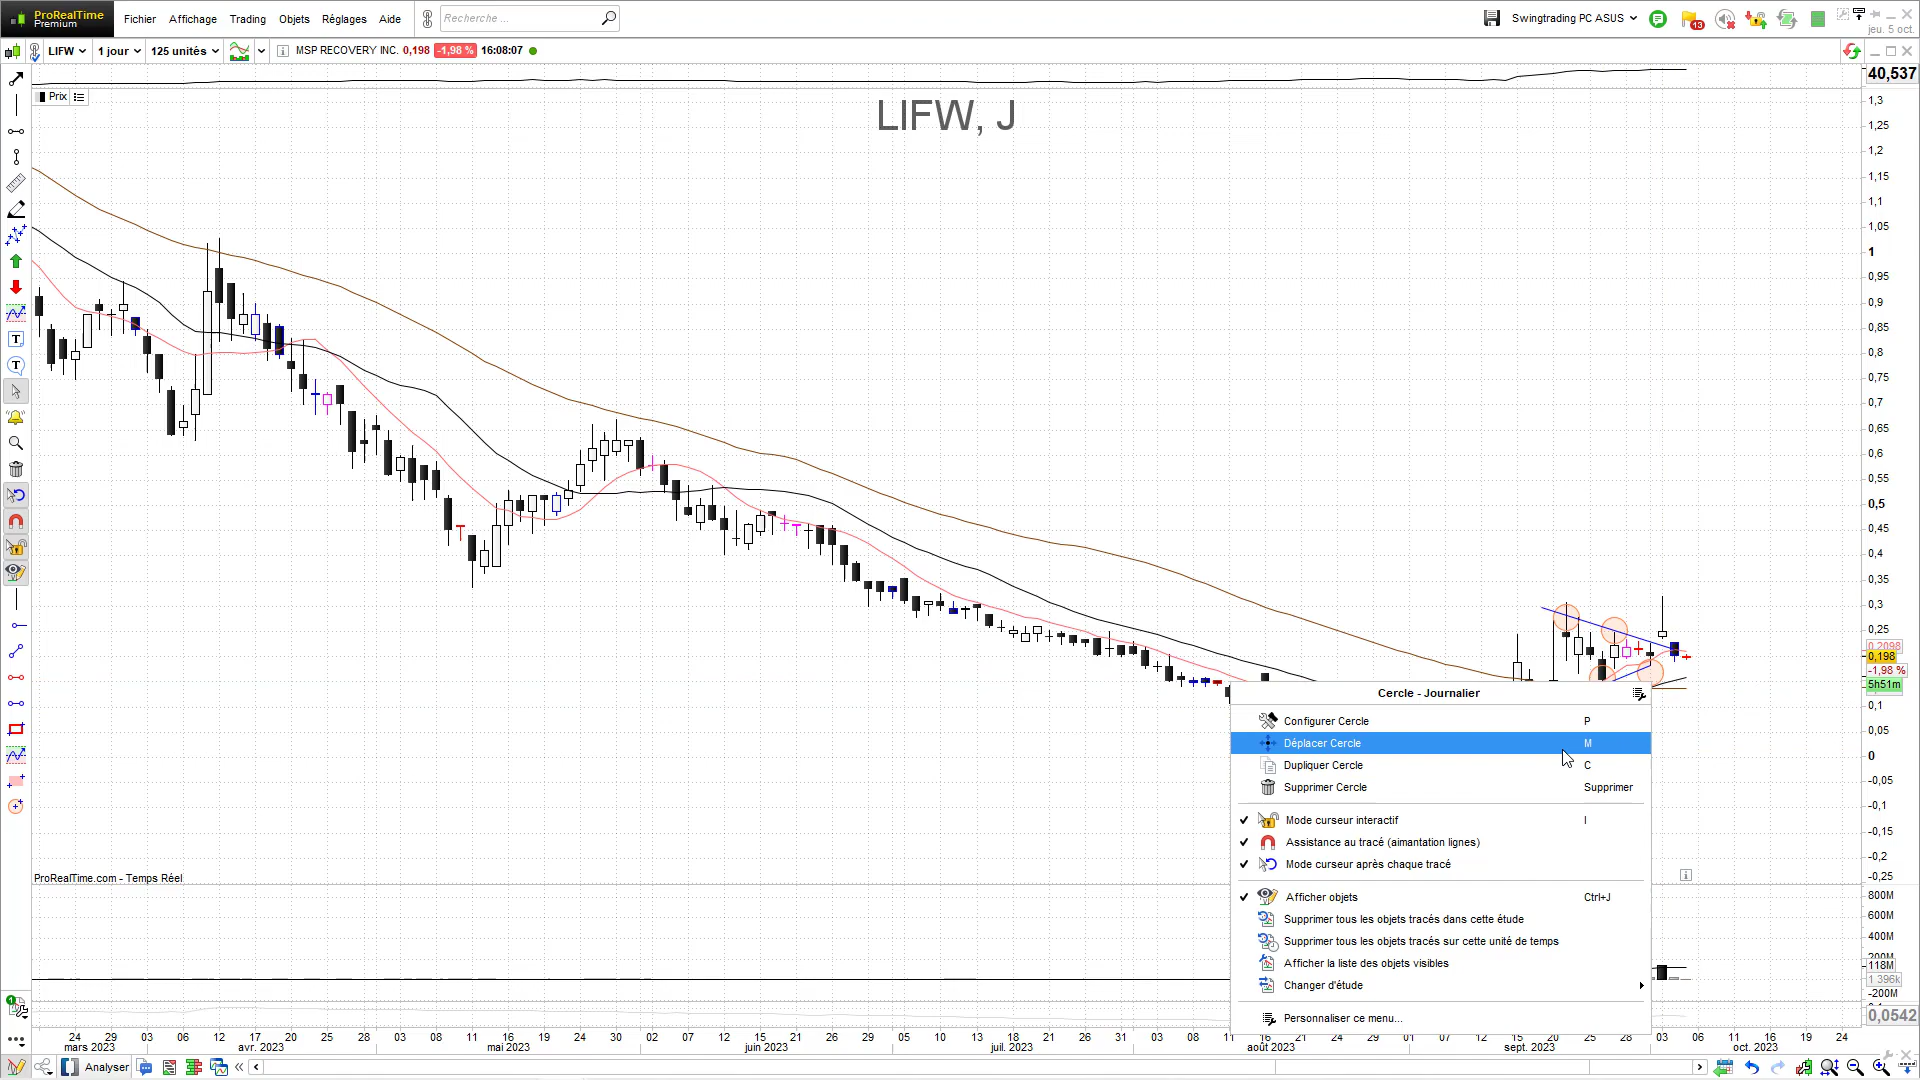 ProRealTime
Premium
Fichier Affichage Trading Objets Réglages Aide
Recherche ...
Swingtrading PC ASUS
13
jeu. 5 oct.
LIFW 1 jour 125 unités MSP RECOVERY INC. 0,198 -1,98 % 16:08:07
40,537
Prix
LIFW, J
1,3
1,25
1,2
1,15
1,1
1,05
1
0,95
0,9
0,85
0,8
0,75
0,7
0,65
0,6
0,55
0,5
0,45
0,4
0,35
0,3
0,25
0,2098
0,198
-1,98 %
5h51m
0,1
0,05
0
-0,05
-0,1
-0,15
-0,2
-0,25
Cercle - Journalier
Configurer Cercle P
Déplacer Cercle M
Dupliquer Cercle C
Supprimer Cercle Supprimer
Mode curseur interactif I
Assistance au tracé (aimantation lignes)
Mode curseur après chaque tracé
Afficher objets Ctrl+J
Supprimer tous les objets tracés dans cette étude
Supprimer tous les objets tracés sur cette unité de temps
Afficher la liste des objets visibles
Changer d'étude
Personnaliser ce menu...
ProRealTime.com - Temps Réel
800M
600M
400M
200M
118M
1 396k
-200M
0,0542
24 29 03 06 12 17 20 25 30 03 08 11 16 19 24 30 02 07 12 15 21 26 29 05 10 13 18 21 26 31 03 08 11 16 21 24 29 01 07 12 15 20 25 28 03 06 11 16 19 24
mars 2023 avr. 2023 mai 2023 juin 2023 juil. 2023 août 2023 sept. 2023 oct. 2023
Analyser